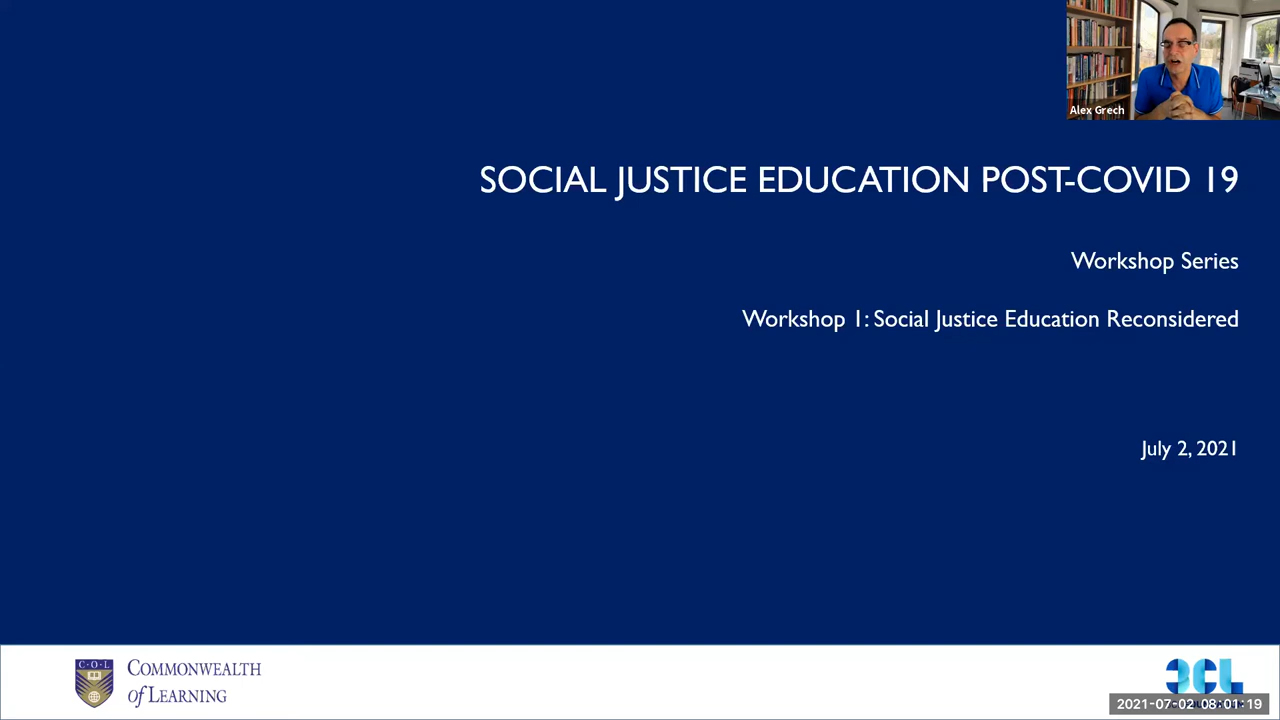 Alex Grech
SOCIAL JUSTICE EDUCATION POST-COVID 19
Workshop Series
Workshop 1: Social Justice Education Reconsidered
July 2, 2021
C·O·L
COMMONWEALTH
of LEARNING
3CL
2021-07-02 08:01:19